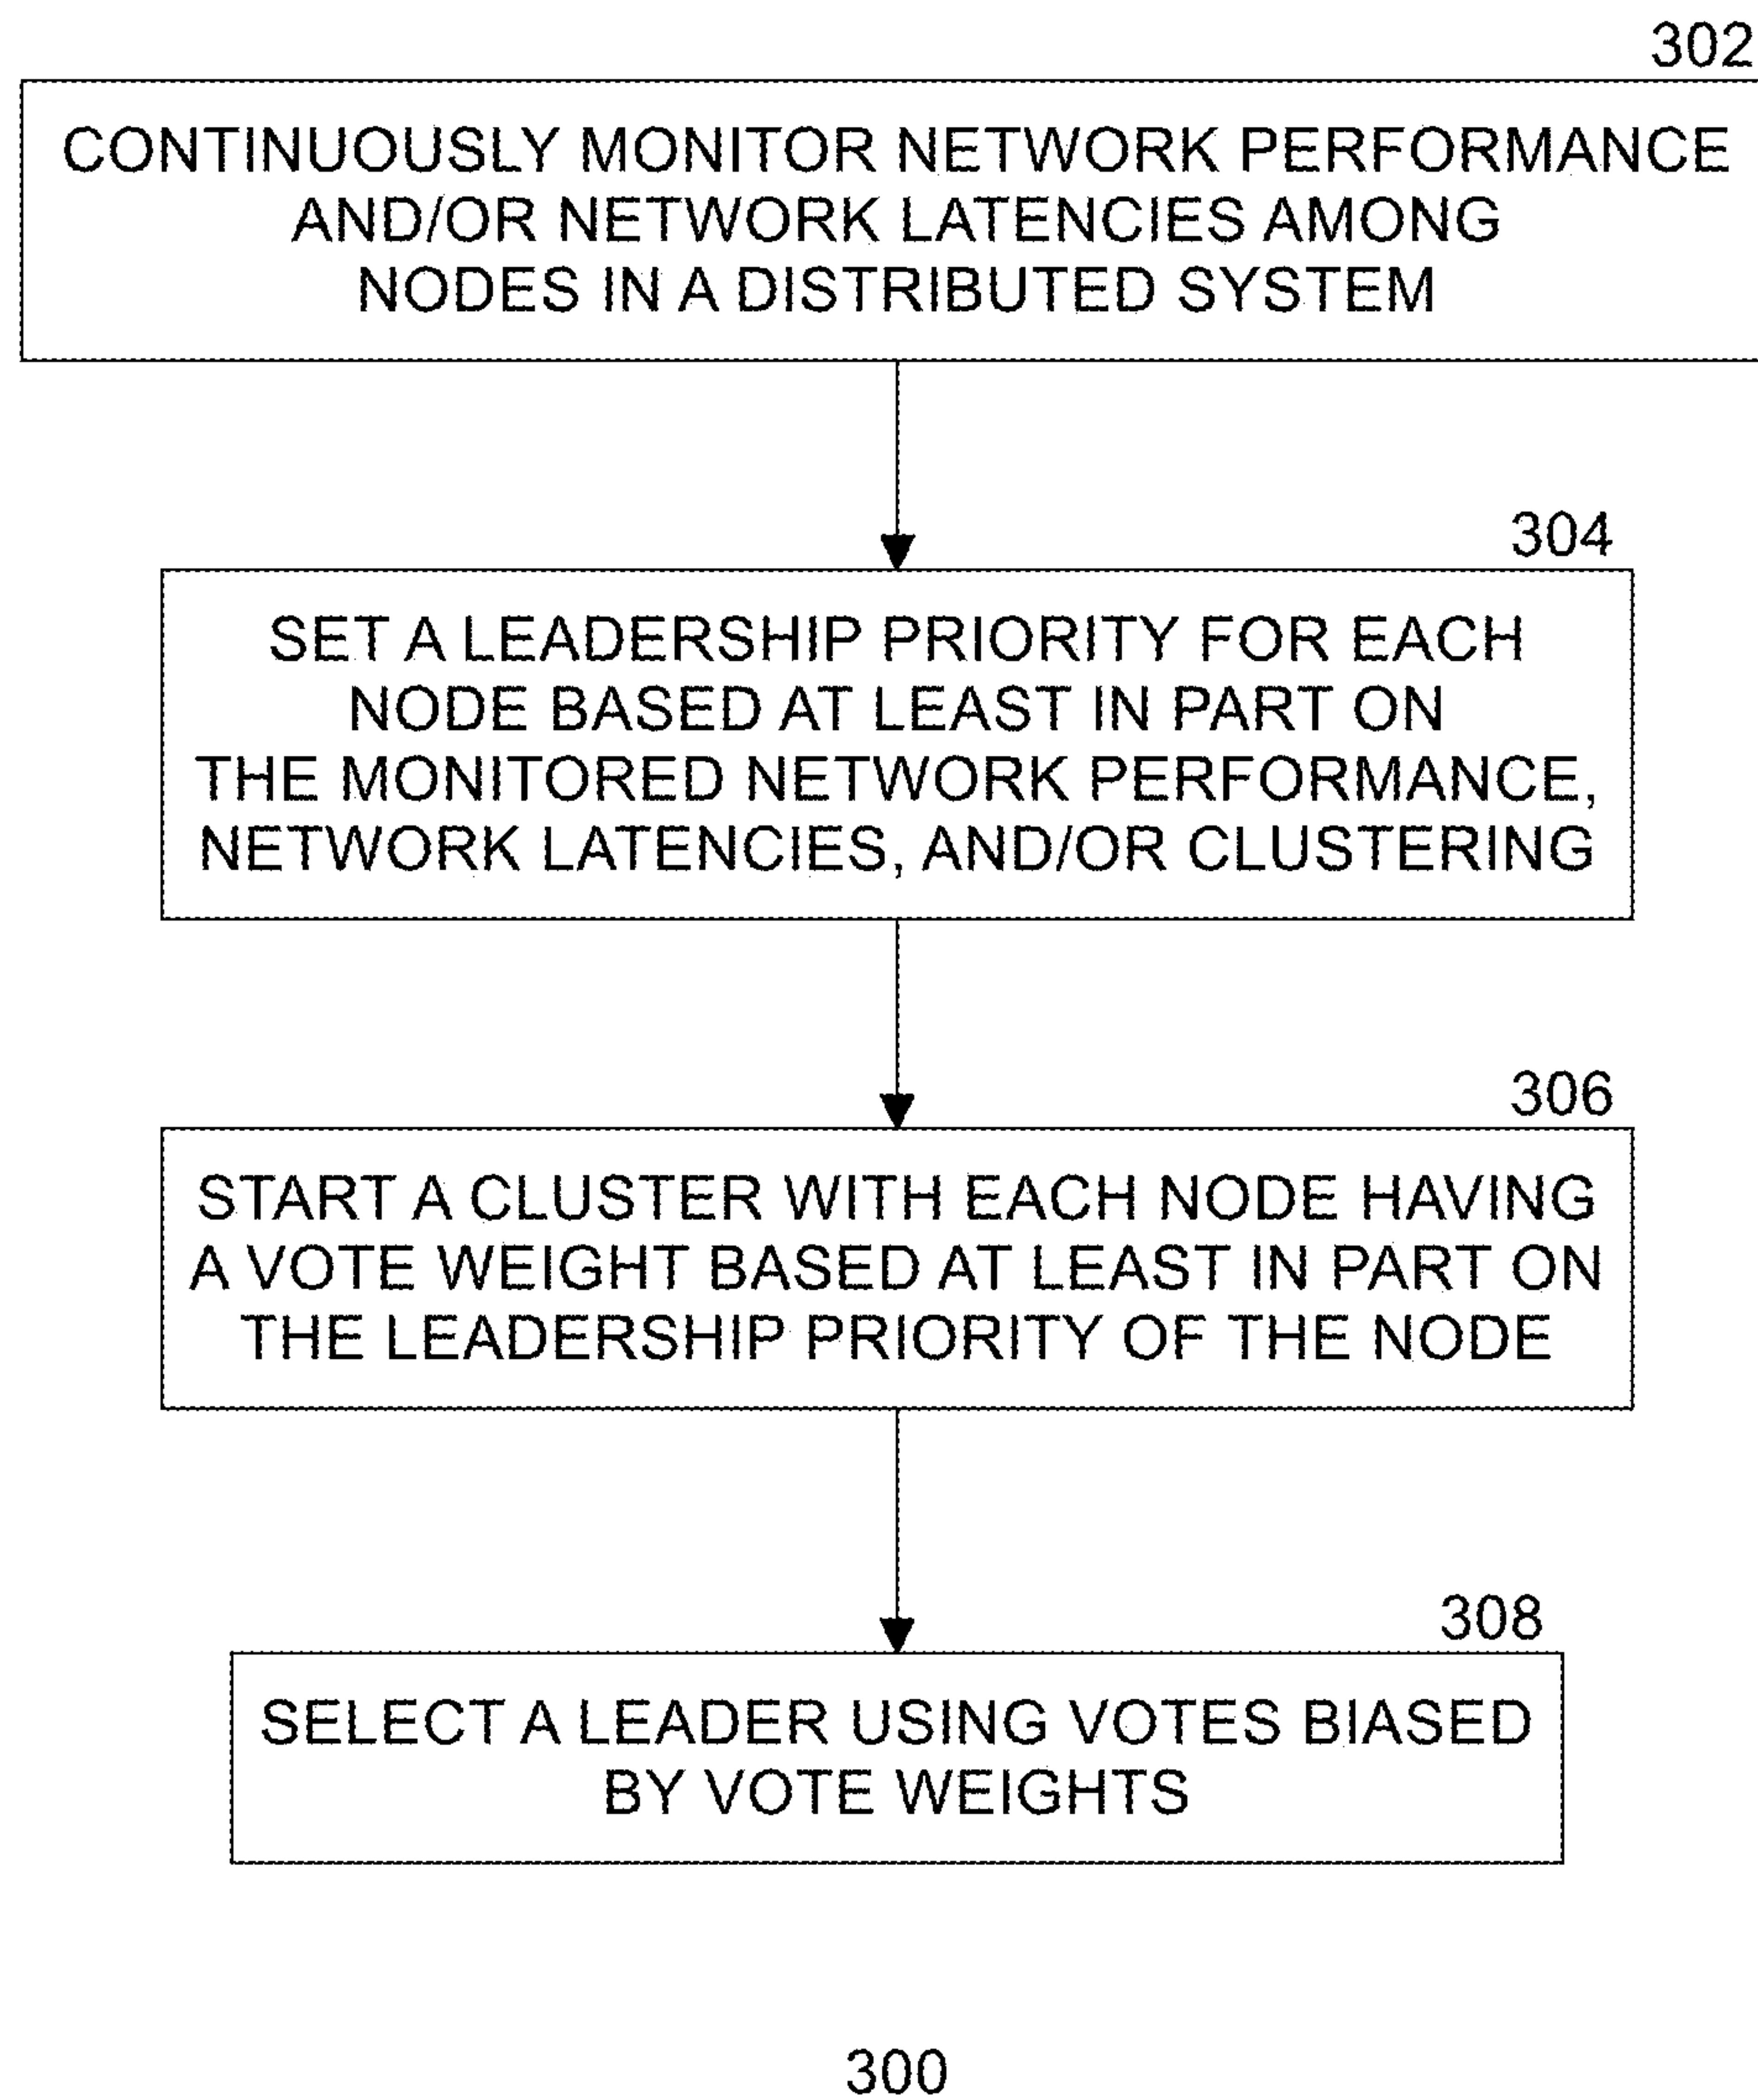 302
CONTINUOUSLY MONITOR NETWORK PERFORMANCE
AND/OR NETWORK LATENCIES AMONG
NODES IN A DISTRIBUTED SYSTEM
304
SET A LEADERSHIP PRIORITY FOR EACH
NODE BASED AT LEAST IN PART ON
THE MONITORED NETWORK PERFORMANCE,
NETWORK LATENCIES, AND/OR CLUSTERING
306
START A CLUSTER WITH EACH NODE HAVING
A VOTE WEIGHT BASED AT LEAST IN PART ON
THE LEADERSHIP PRIORITY OF THE NODE
308
SELECT A LEADER USING VOTES BIASED
BY VOTE WEIGHTS
300